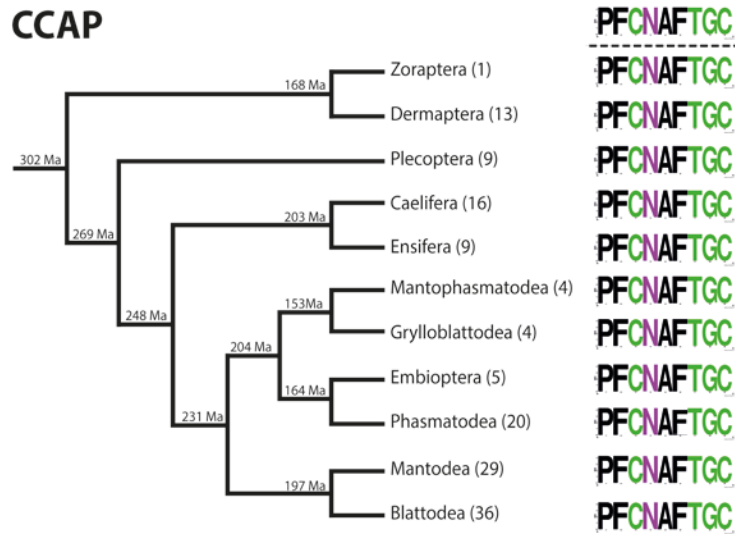 CCAP
PFCNAFTGC
168 Ma
Zoraptera (1)
PFCNAFTGC
Dermaptera (13)
PFCNAFTGC
302 Ma
Plecoptera (9)
PFCNAFTGC
203 Ma
Caelifera (16)
PFCNAFTGC
269 Ma
Ensifera (9)
PFCNAFTGC
153Ma
Mantophasmatodea (4)
PFCNAFTGC
248 Ma
Grylloblattodea (4)
PFCNAFTGC
204 Ma
Embioptera (5)
PFCNAFTGC
164 Ma
Phasmatodea (20)
PFCNAFTGC
231 Ma
Mantodea (29)
PFCNAFTGC
197 Ma
Blattodea (36)
PFCNAFTGC